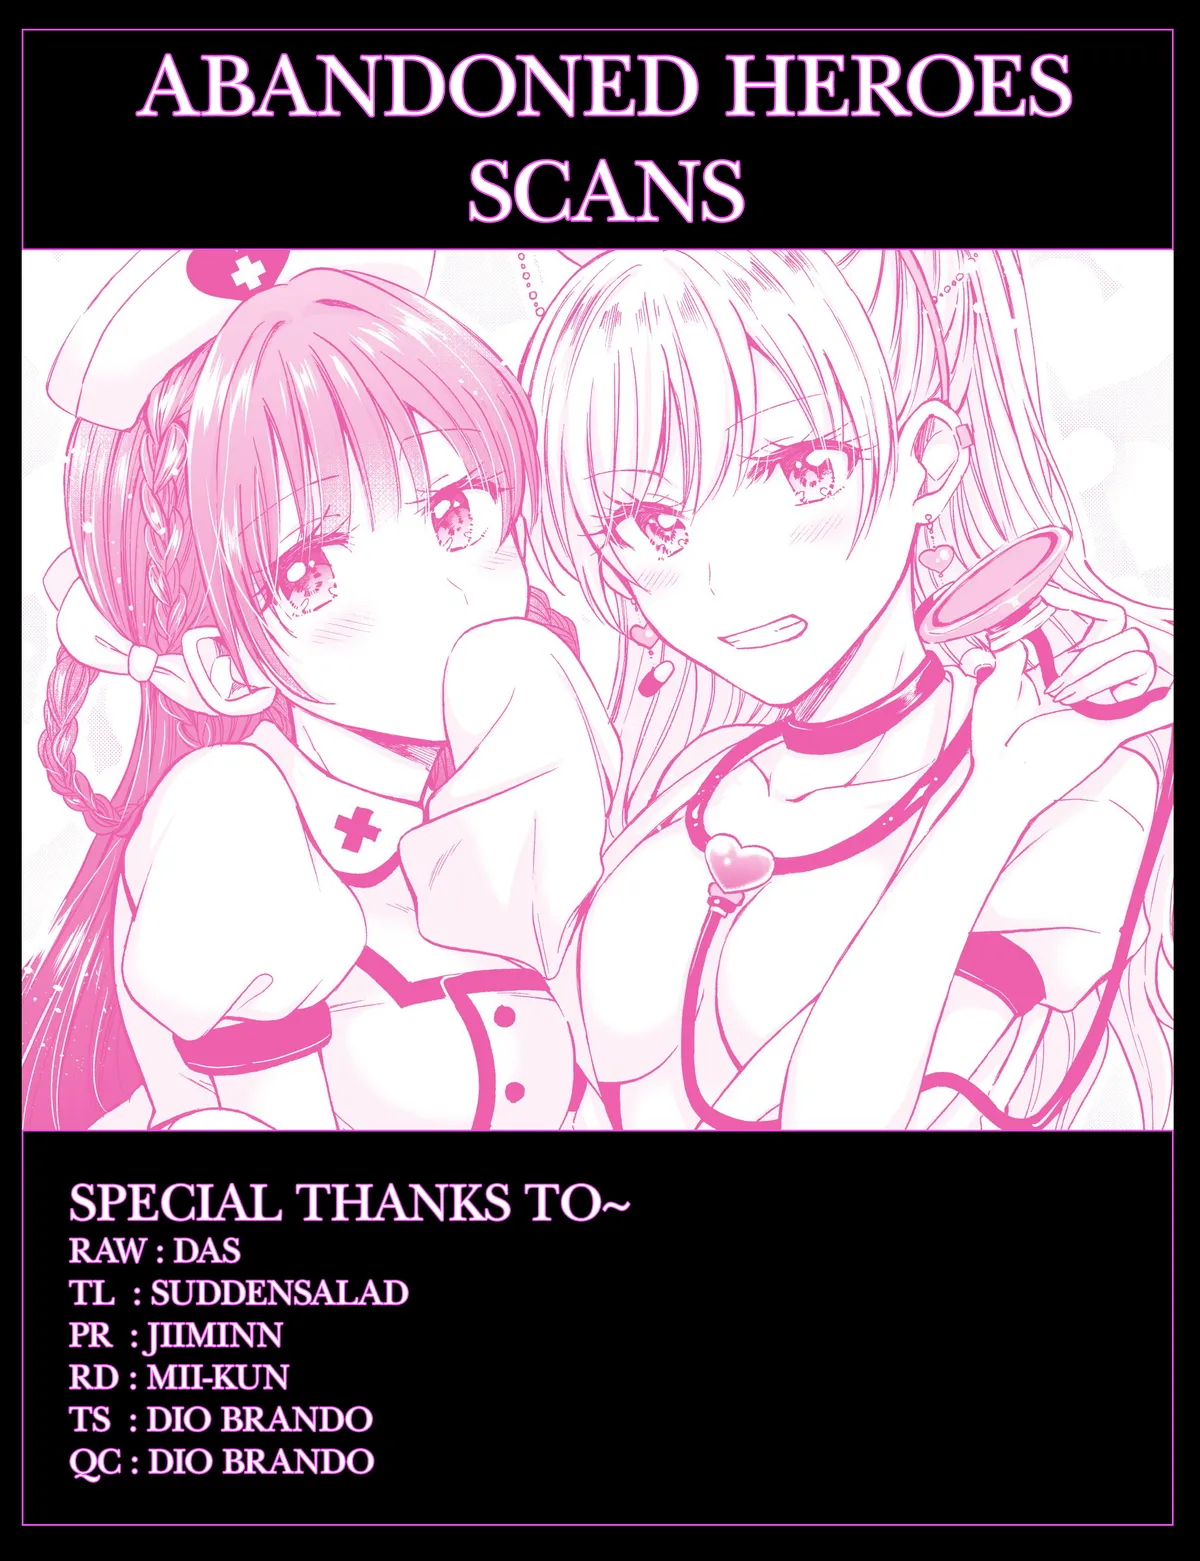 ABANDONED HEROES
SCANS
SPECIAL THANKS TO~
RAW : DAS
TL : SUDDENSALAD
PR : JIIMINN
RD : MII-KUN
TS : DIO BRANDO
QC : DIO BRANDO